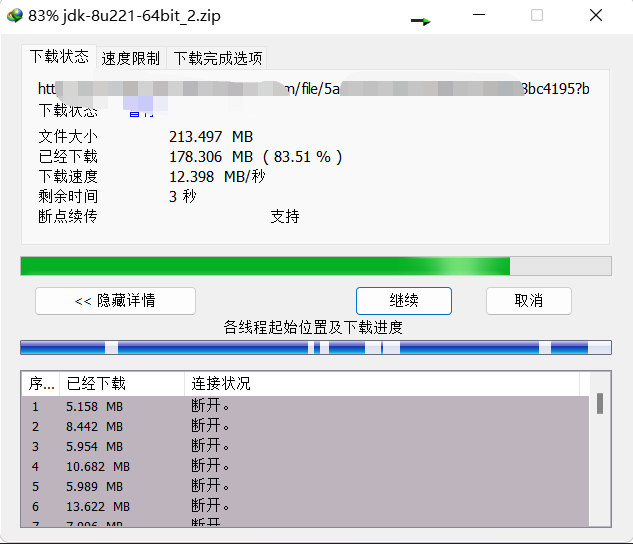 83% jdk-8u221-64bit_2.zip
下载状态 速度限制 下载完成选项
htt m/file/5a 3bc4195?b
下载状态
文件大小 213.497 MB
已经下载 178.306 MB ( 83.51 % )
下载速度 12.398 MB/秒
剩余时间 3 秒
断点续传 支持
<< 隐藏详情 继续 取消
各线程起始位置及下载进度
序... 已经下载 连接状况
1 5.158 MB 断开。
2 8.442 MB 断开。
3 5.954 MB 断开。
4 10.682 MB 断开。
5 5.989 MB 断开。
6 13.622 MB 断开。
7 7.996 MB 断开